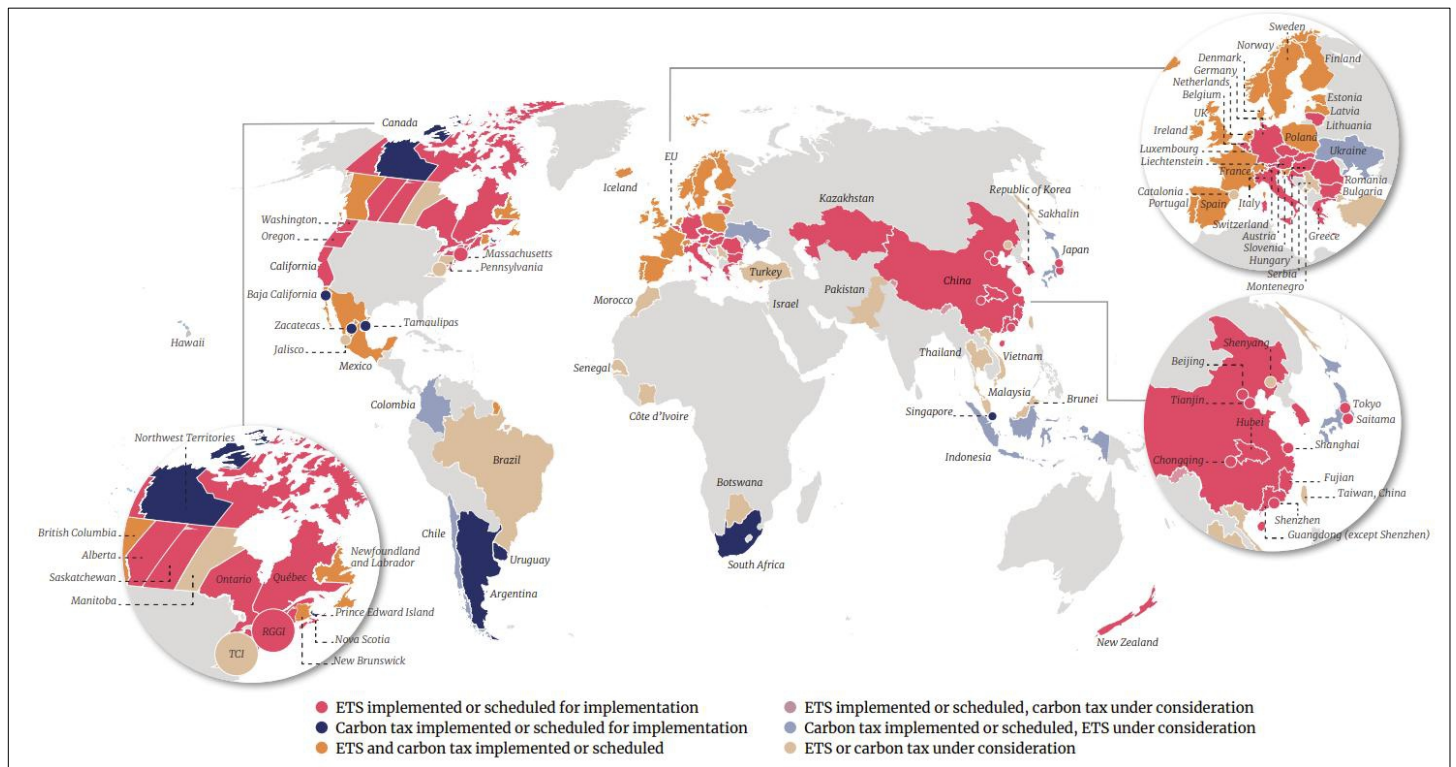 Canada
Washington
Oregon
California
Baja California
Zacatecas
Jalisco
Mexico
Tamaulipas
Massachusetts
Pennsylvania
Hawaii
Colombia
Brazil
Chile
Uruguay
Argentina
Iceland
EU
Kazakhstan
Republic of Korea
Sakhalin
Japan
China
Turkey
Pakistan
Israel
Morocco
Senegal
Côte d'Ivoire
Thailand
Vietnam
Malaysia
Brunei
Singapore
Indonesia
Botswana
South Africa
New Zealand
Northwest Territories
British Columbia
Alberta
Saskatchewan
Manitoba
Ontario
Québec
Newfoundland
and Labrador
Prince Edward Island
Nova Scotia
New Brunswick
RGGI
TCI
Sweden
Norway
Denmark
Germany
Netherlands
Belgium
UK
Ireland
Luxembourg
Liechtenstein
France
Catalonia
Portugal
Spain
Italy
Switzerland
Austria
Slovenia
Hungary
Serbia
Montenegro
Greece
Finland
Estonia
Latvia
Lithuania
Poland
Ukraine
Romania
Bulgaria
Shenyang
Beijing
Tianjin
Hubei
Chongqing
Tokyo
Saitama
Shanghai
Fujian
Taiwan, China
Shenzhen
Guangdong (except Shenzhen)
ETS implemented or scheduled for implementation
Carbon tax implemented or scheduled for implementation
ETS and carbon tax implemented or scheduled
ETS implemented or scheduled, carbon tax under consideration
Carbon tax implemented or scheduled, ETS under consideration
ETS or carbon tax under consideration